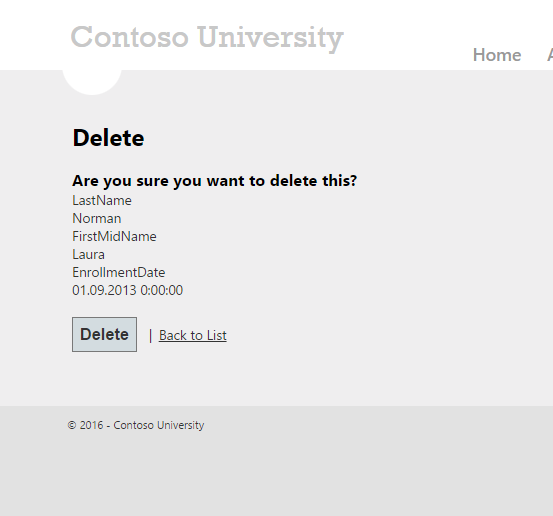 Contoso University
Home
Delete
Are you sure you want to delete this?
LastName
Norman
FirstMidName
Laura
EnrollmentDate
01.09.2013 0:00:00
Delete | Back to List
© 2016 - Contoso University